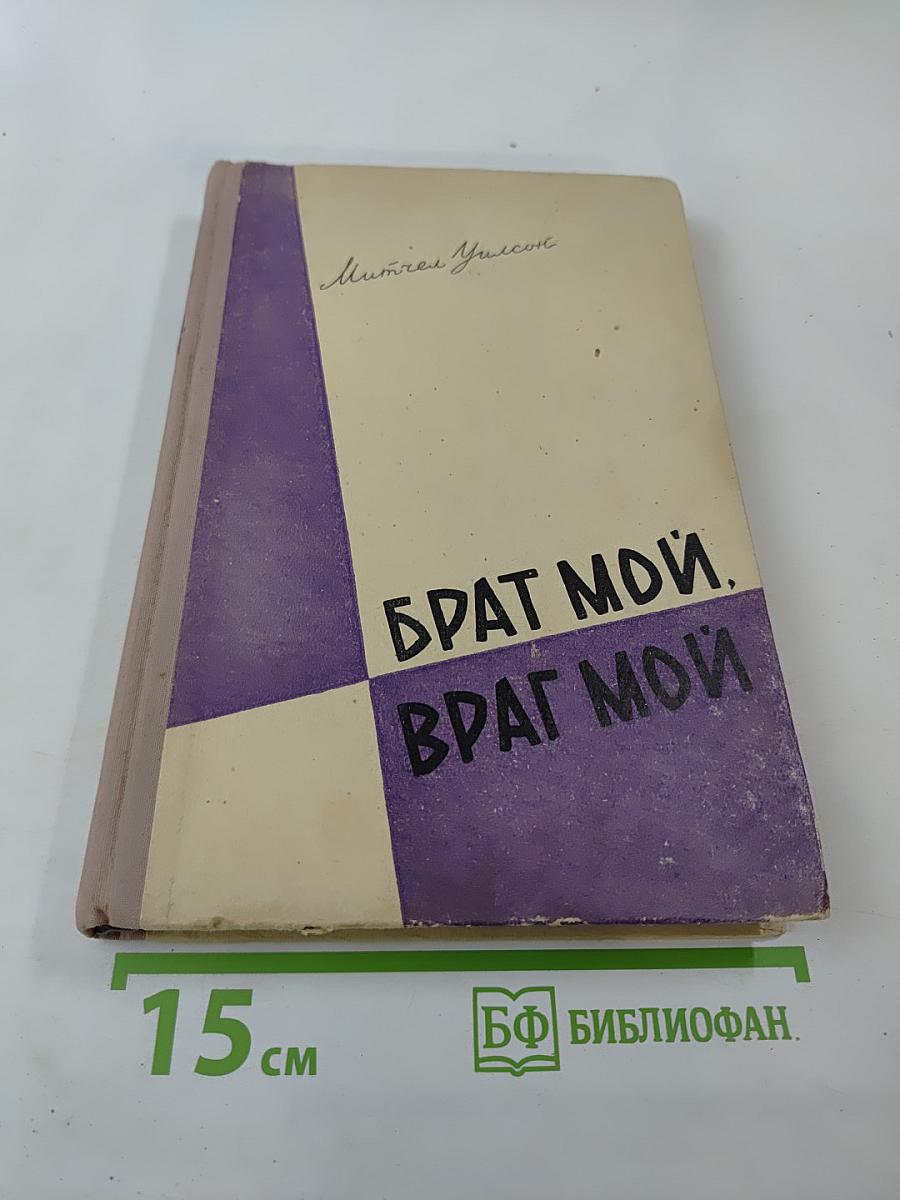 Митчел Уилсон
БРАТ МОЙ,
ВРАГ МОЙ
15 см
БФ БИБЛИОФАН.